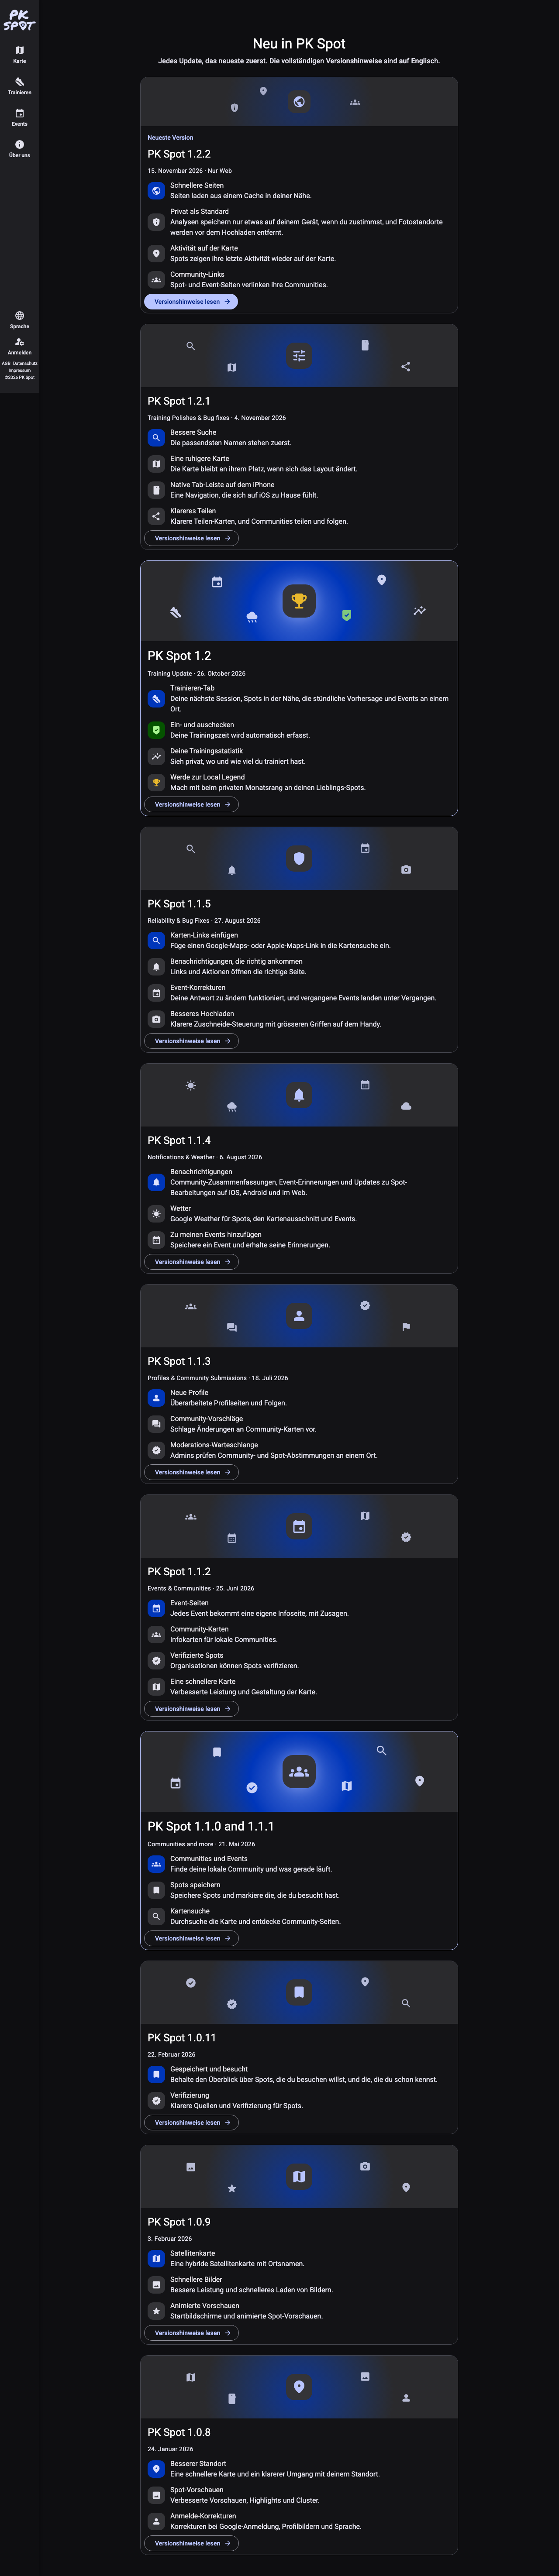 PK
SPOT
Karte
Trainieren
Events
Über uns
Sprache
Anmelden
AGB Datenschutz
Impressum
©2026 PK Spot
Neu in PK Spot
Jedes Update, das neueste zuerst. Die vollständigen Versionshinweise sind auf Englisch.
Neueste Version
PK Spot 1.2.2
15. November 2026 · Nur Web
Schnellere Seiten
Seiten laden aus einem Cache in deiner Nähe.
Privat als Standard
Analysen speichern nur etwas auf deinem Gerät, wenn du zustimmst, und Fotostandorte
werden vor dem Hochladen entfernt.
Aktivität auf der Karte
Spots zeigen ihre letzte Aktivität wieder auf der Karte.
Community-Links
Spot- und Event-Seiten verlinken ihre Communities.
Versionshinweise lesen
PK Spot 1.2.1
Training Polishes & Bug fixes · 4. November 2026
Bessere Suche
Die passendsten Namen stehen zuerst.
Eine ruhigere Karte
Die Karte bleibt an ihrem Platz, wenn sich das Layout ändert.
Native Tab-Leiste auf dem iPhone
Eine Navigation, die sich auf iOS zu Hause fühlt.
Klareres Teilen
Klarere Teilen-Karten, und Communities teilen und folgen.
Versionshinweise lesen
PK Spot 1.2
Training Update · 26. Oktober 2026
Trainieren-Tab
Deine nächste Session, Spots in der Nähe, die stündliche Vorhersage und Events an einem
Ort.
Ein- und auschecken
Deine Trainingszeit wird automatisch erfasst.
Deine Trainingsstatistik
Sieh privat, wo und wie viel du trainiert hast.
Werde zur Local Legend
Mach mit beim privaten Monatsrang an deinen Lieblings-Spots.
Versionshinweise lesen
PK Spot 1.1.5
Reliability & Bug Fixes · 27. August 2026
Karten-Links einfügen
Füge einen Google-Maps- oder Apple-Maps-Link in die Kartensuche ein.
Benachrichtigungen, die richtig ankommen
Links und Aktionen öffnen die richtige Seite.
Event-Korrekturen
Deine Antwort zu ändern funktioniert, und vergangene Events landen unter Vergangen.
Besseres Hochladen
Klarere Zuschneide-Steuerung mit grösseren Griffen auf dem Handy.
Versionshinweise lesen
PK Spot 1.1.4
Notifications & Weather · 6. August 2026
Benachrichtigungen
Community-Zusammenfassungen, Event-Erinnerungen und Updates zu Spot-
Bearbeitungen auf iOS, Android und im Web.
Wetter
Google Weather für Spots, den Kartenausschnitt und Events.
Zu meinen Events hinzufügen
Speichere ein Event und erhalte seine Erinnerungen.
Versionshinweise lesen
PK Spot 1.1.3
Profiles & Community Submissions · 18. Juli 2026
Neue Profile
Überarbeitete Profilseiten und Folgen.
Community-Vorschläge
Schlage Änderungen an Community-Karten vor.
Moderations-Warteschlange
Admins prüfen Community- und Spot-Abstimmungen an einem Ort.
Versionshinweise lesen
PK Spot 1.1.2
Events & Communities · 25. Juni 2026
Event-Seiten
Jedes Event bekommt eine eigene Infoseite, mit Zusagen.
Community-Karten
Infokarten für lokale Communities.
Verifizierte Spots
Organisationen können Spots verifizieren.
Eine schnellere Karte
Verbesserte Leistung und Gestaltung der Karte.
Versionshinweise lesen
PK Spot 1.1.0 and 1.1.1
Communities and more · 21. Mai 2026
Communities und Events
Finde deine lokale Community und was gerade läuft.
Spots speichern
Speichere Spots und markiere die, die du besucht hast.
Kartensuche
Durchsuche die Karte und entdecke Community-Seiten.
Versionshinweise lesen
PK Spot 1.0.11
22. Februar 2026
Gespeichert und besucht
Behalte den Überblick über Spots, die du besuchen willst, und die, die du schon kennst.
Verifizierung
Klarere Quellen und Verifizierung für Spots.
Versionshinweise lesen
PK Spot 1.0.9
3. Februar 2026
Satellitenkarte
Eine hybride Satellitenkarte mit Ortsnamen.
Schnellere Bilder
Bessere Leistung und schnelleres Laden von Bildern.
Animierte Vorschauen
Startbildschirme und animierte Spot-Vorschauen.
Versionshinweise lesen
PK Spot 1.0.8
24. Januar 2026
Besserer Standort
Eine schnellere Karte und ein klarerer Umgang mit deinem Standort.
Spot-Vorschauen
Verbesserte Vorschauen, Highlights und Cluster.
Anmelde-Korrekturen
Korrekturen bei Google-Anmeldung, Profilbildern und Sprache.
Versionshinweise lesen